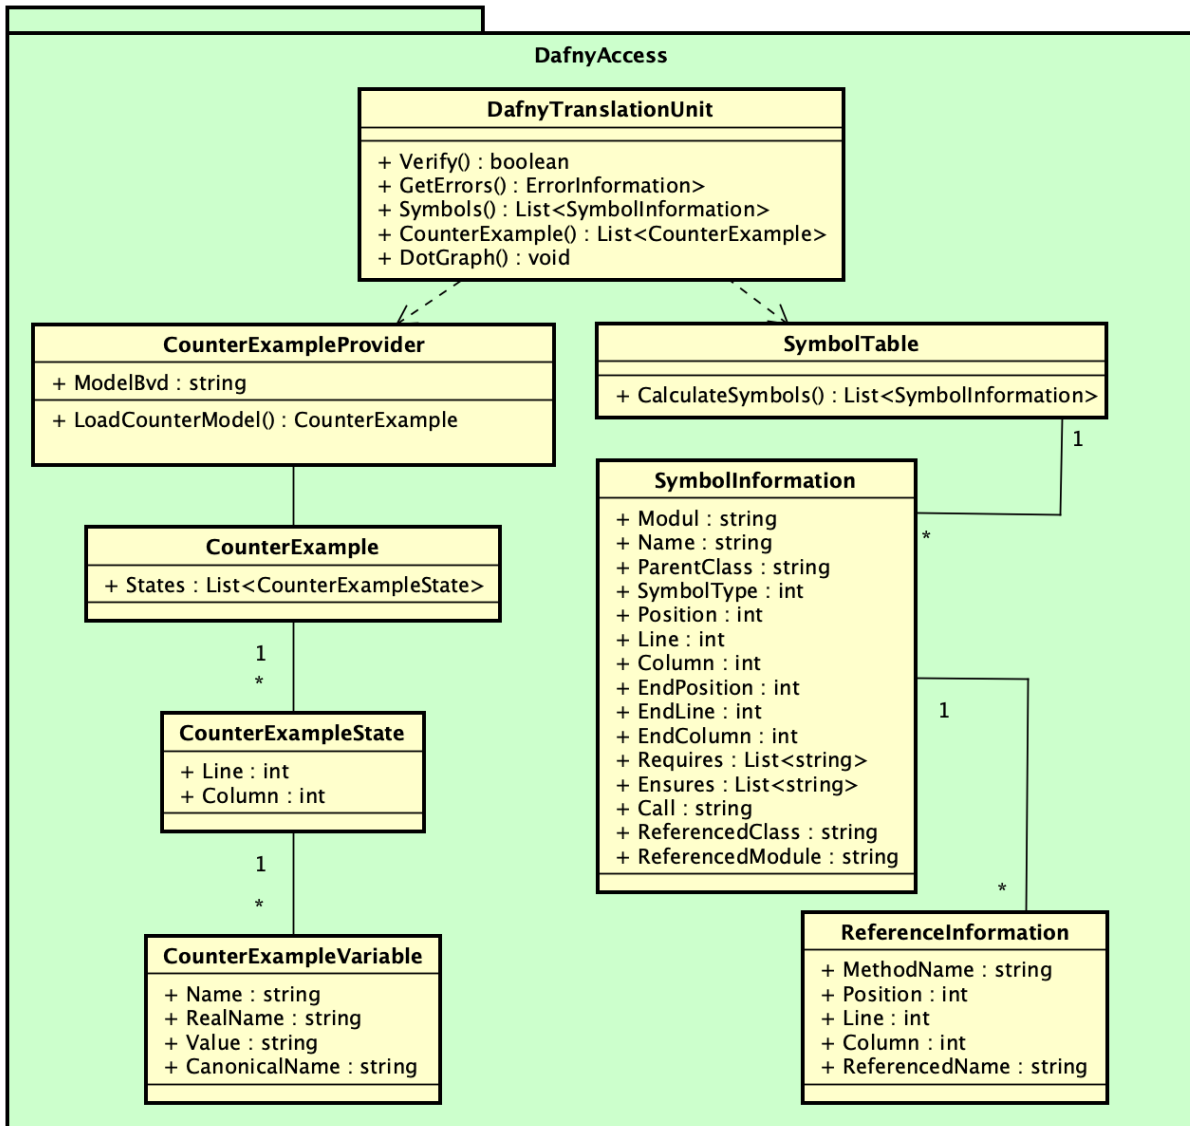 DafnyAccess
DafnyTranslationUnit
+ Verify() : boolean
+ GetErrors() : ErrorInformation>
+ Symbols() : List<SymbolInformation>
+ CounterExample() : List<CounterExample>
+ DotGraph() : void
CounterExampleProvider
+ ModelBvd : string
+ LoadCounterModel() : CounterExample
SymbolTable
+ CalculateSymbols() : List<SymbolInformation>
1
*
SymbolInformation
+ Modul : string
+ Name : string
+ ParentClass : string
+ SymbolType : int
+ Position : int
+ Line : int
+ Column : int
+ EndPosition : int
+ EndLine : int
+ EndColumn : int
+ Requires : List<string>
+ Ensures : List<string>
+ Call : string
+ ReferencedClass : string
+ ReferencedModule : string
CounterExample
+ States : List<CounterExampleState>
1
*
CounterExampleState
+ Line : int
+ Column : int
1
*
CounterExampleVariable
+ Name : string
+ RealName : string
+ Value : string
+ CanonicalName : string
1
*
ReferenceInformation
+ MethodName : string
+ Position : int
+ Line : int
+ Column : int
+ ReferencedName : string